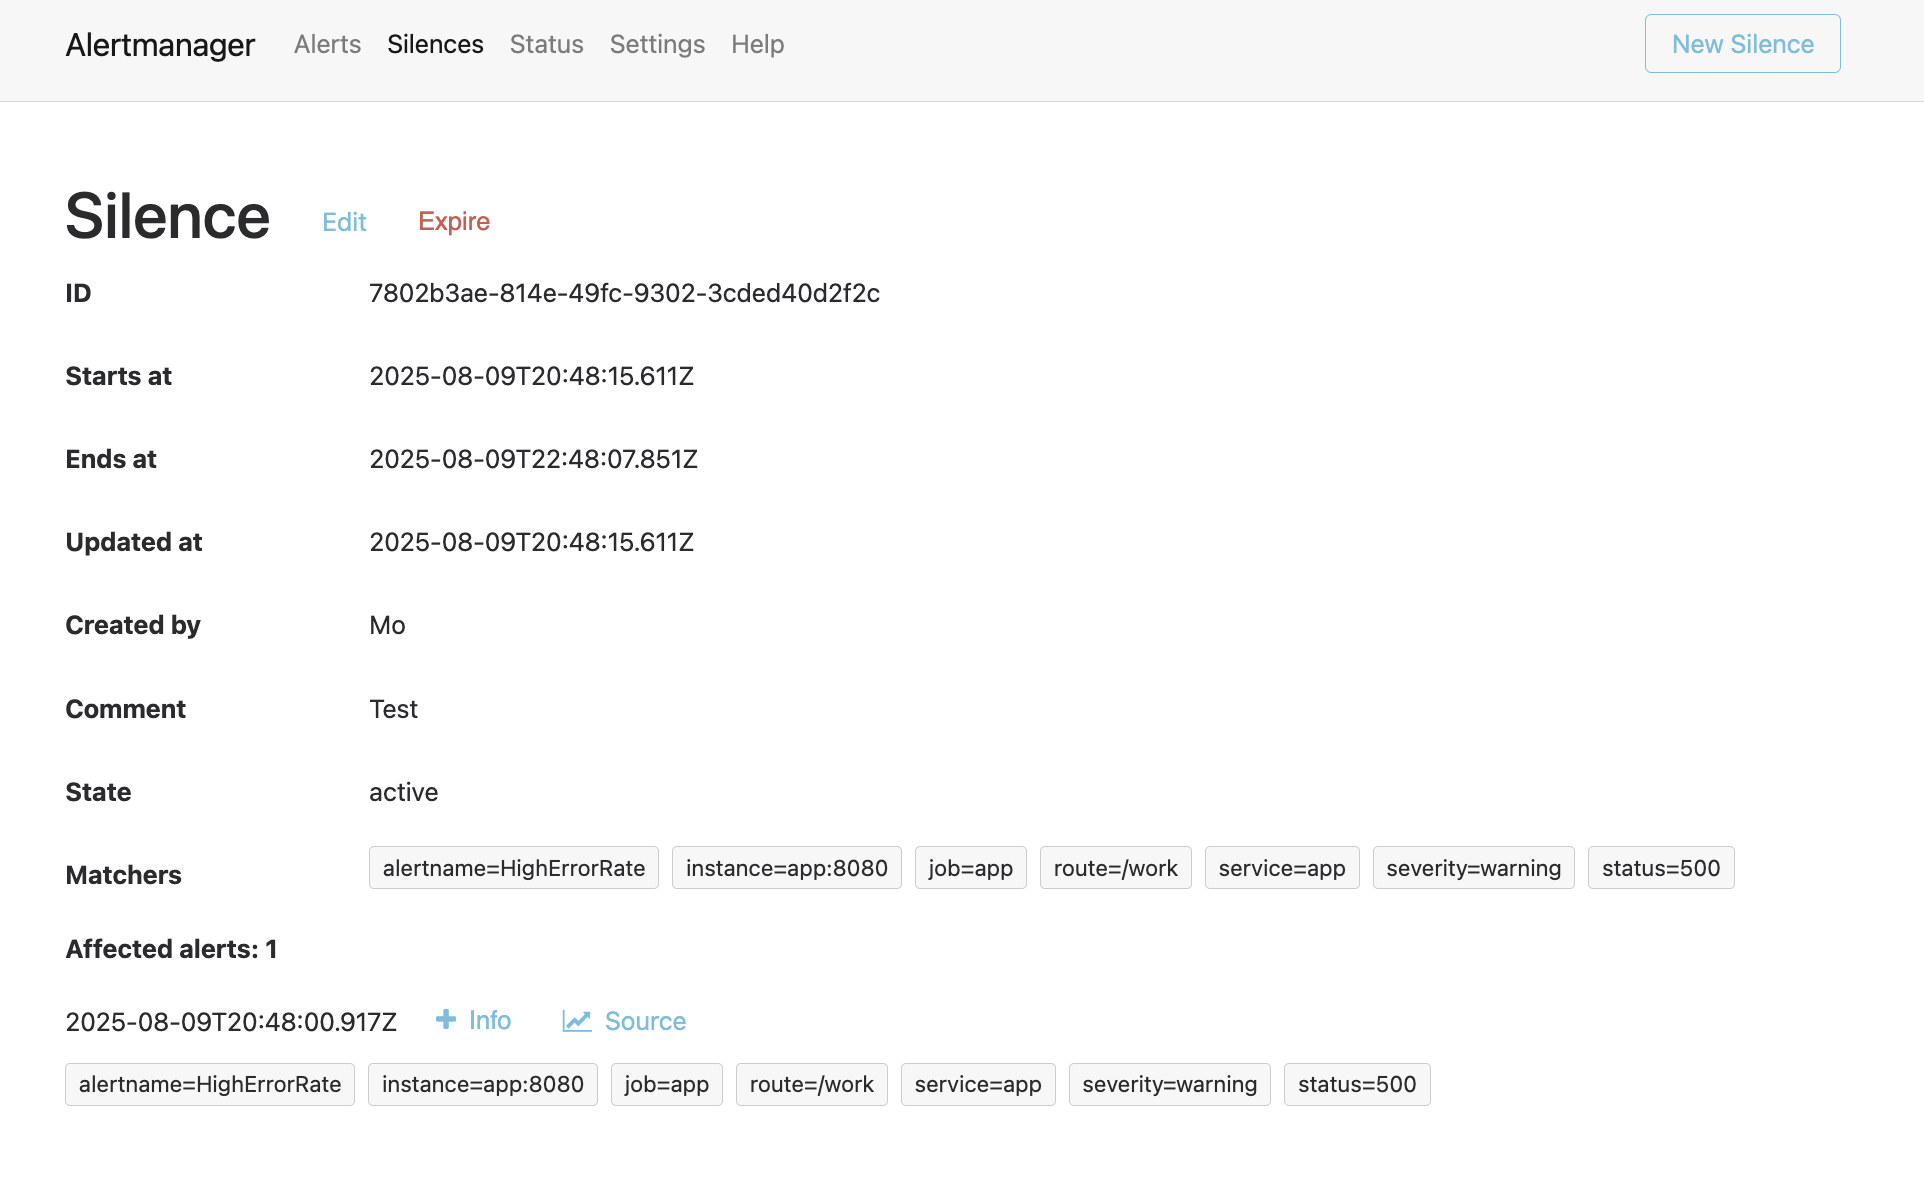 Alertmanager Alerts Silences Status Settings Help New Silence
Silence Edit Expire
ID 7802b3ae-814e-49fc-9302-3cded40d2f2c
Starts at 2025-08-09T20:48:15.611Z
Ends at 2025-08-09T22:48:07.851Z
Updated at 2025-08-09T20:48:15.611Z
Created by Mo
Comment Test
State active
Matchers alertname=HighErrorRate instance=app:8080 job=app route=/work service=app severity=warning status=500
Affected alerts: 1
2025-08-09T20:48:00.917Z + Info Source
alertname=HighErrorRate instance=app:8080 job=app route=/work service=app severity=warning status=500